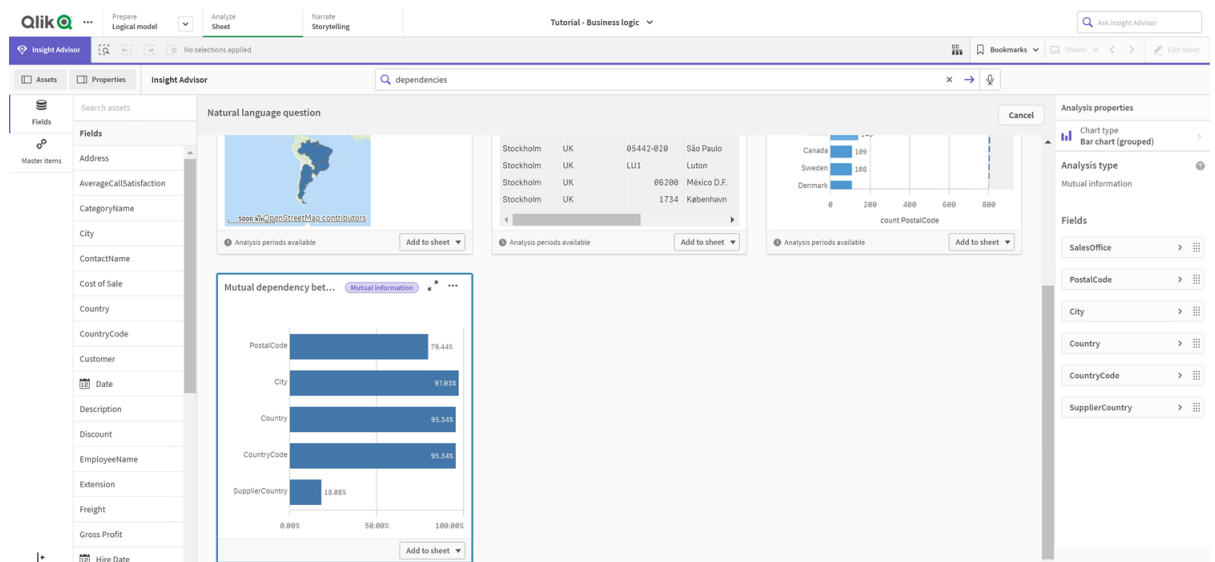 Qlik
Prepare
Logical model
Analyze
Sheet
Narrate
Storytelling
Tutorial - Business logic
Ask Insight Advisor
Insight Advisor
No selections applied
Bookmarks
Sheets
Edit sheet
Assets
Properties
Insight Advisor
dependencies
Fields
Master items
Search assets
Fields
Address
AverageCallSatisfaction
CategoryName
City
ContactName
Cost of Sale
Country
CountryCode
Customer
Date
Description
Discount
EmployeeName
Extension
Freight
Gross Profit
Hire Date
Natural language question
Cancel
5000 km OpenStreetMap contributors
Analysis periods available
Add to sheet
Stockholm UK 05442-020 São Paulo
Stockholm UK LU1 Luton
Stockholm UK 06200 México D.F.
Stockholm UK 1734 København
Analysis periods available
Add to sheet
Canada 109
Sweden 108
Denmark
0 200 400 600 800
count PostalCode
Analysis periods available
Add to sheet
Mutual dependency bet...
Mutual information
PostalCode 79.44%
City 97.03%
Country 95.34%
CountryCode 95.34%
SupplierCountry 18.08%
0.00% 50.00% 100.00%
Add to sheet
Analysis properties
Chart type
Bar chart (grouped)
Analysis type
Mutual information
Fields
SalesOffice
PostalCode
City
Country
CountryCode
SupplierCountry